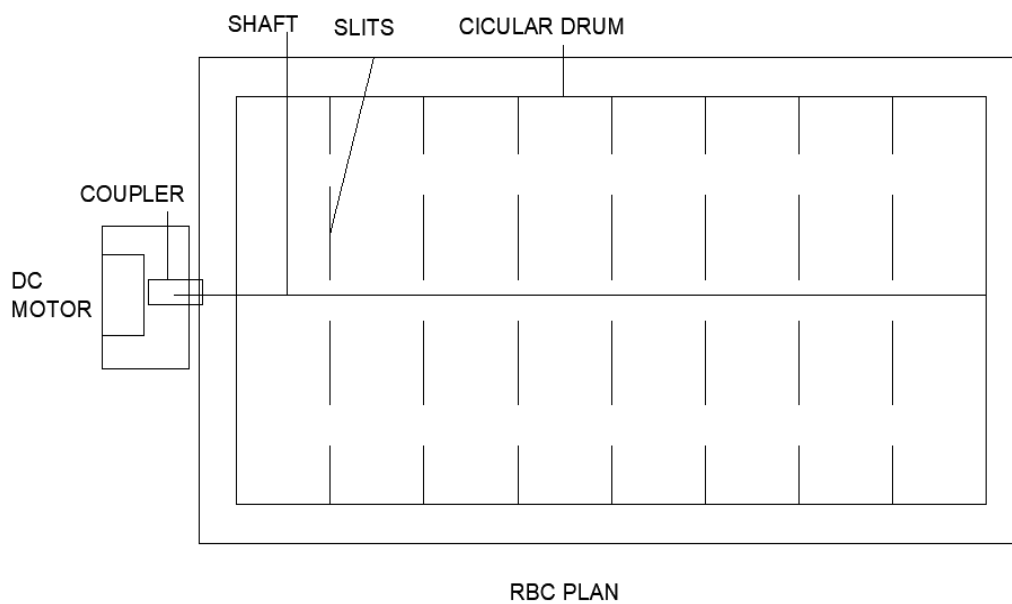 SHAFT
SLITS
CICULAR DRUM
COUPLER
DC
MOTOR
RBC PLAN